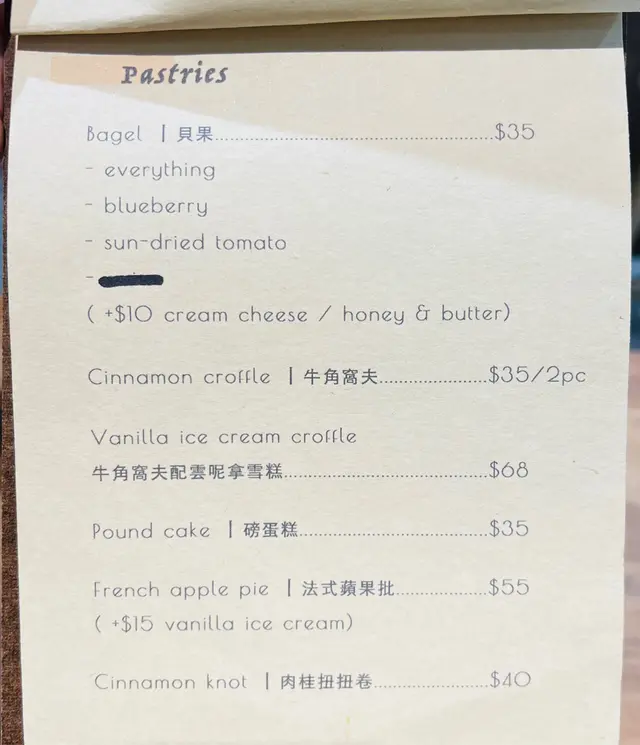 Pastries
Bagel | 貝果........................................$35
- everything
- blueberry
- sun-dried tomato
-
( +$10 cream cheese / honey & butter)
Cinnamon croffle | 牛角窩夫.....................$35/2pc
Vanilla ice cream croffle
牛角窩夫配雲呢拿雪糕........................................$68
Pound cake | 磅蛋糕...................................$35
French apple pie | 法式蘋果批.................$55
( +$15 vanilla ice cream)
Cinnamon knot | 肉桂扭扭卷.....................$40